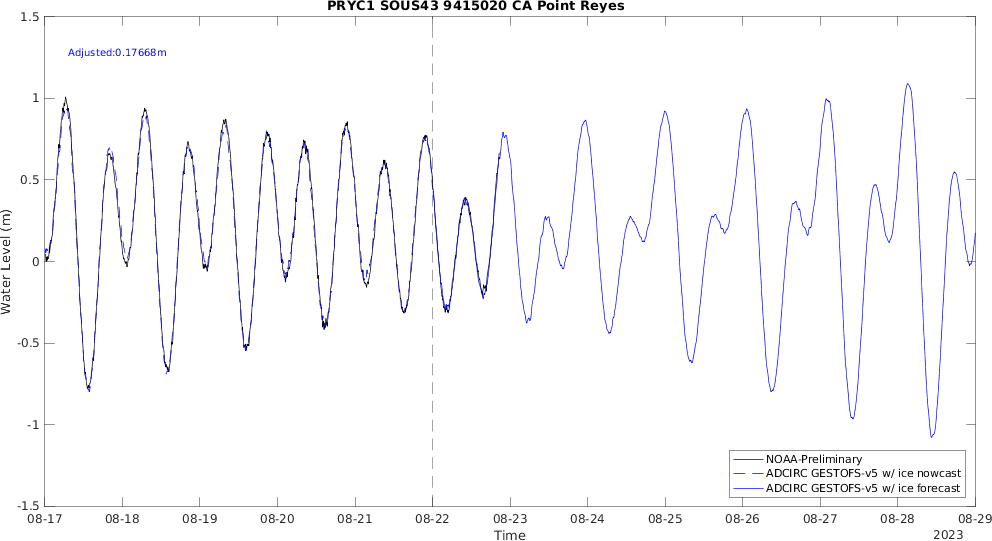 PRYC1 SOUS43 9415020 CA Point Reyes
1.5
Adjusted:0.17668m
1
0.5
0
-0.5
-1
-1.5
Water Level (m)
NOAA-Preliminary
ADCIRC GESTOFS-v5 w/ ice nowcast
ADCIRC GESTOFS-v5 w/ ice forecast
08-17 08-18 08-19 08-20 08-21 08-22 08-23 08-24 08-25 08-26 08-27 08-28 08-29
Time
2023